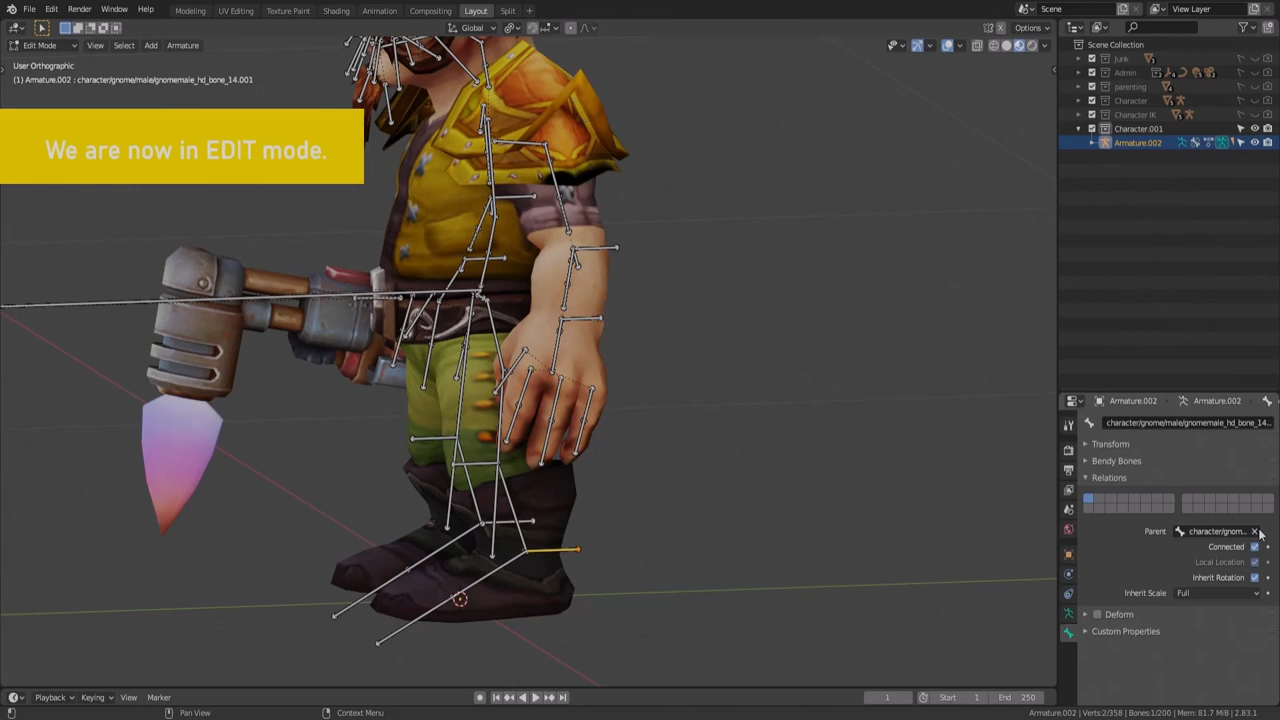 File Edit Render Window Help Modeling UV Editing Texture Paint Shading Animation Compositing Layout Split + Scene View Layer
Global Options
Edit Mode View Select Add Armature
User Orthographic
(1) Armature.002 : character/gnome/male/gnomemale_hd_bone_14.001
We are now in EDIT mode.
Scene Collection
Junk
Admin
parenting
Character
Character IK
Character.001
Armature.002
Armature.002 Armature.002
character/gnome/male/gnomemale_hd_bone_14...
Transform
Bendy Bones
Relations
Parent character/gnom...
Connected
Local Location
Inherit Rotation
Inherit Scale Full
Deform
Custom Properties
Playback Keying View Marker 1 Start 1 End 250
Pan View Context Menu Armature.002 | Verts:2/358 | Bones:1/200 | Mem: 81.7 MiB | 2.83.1